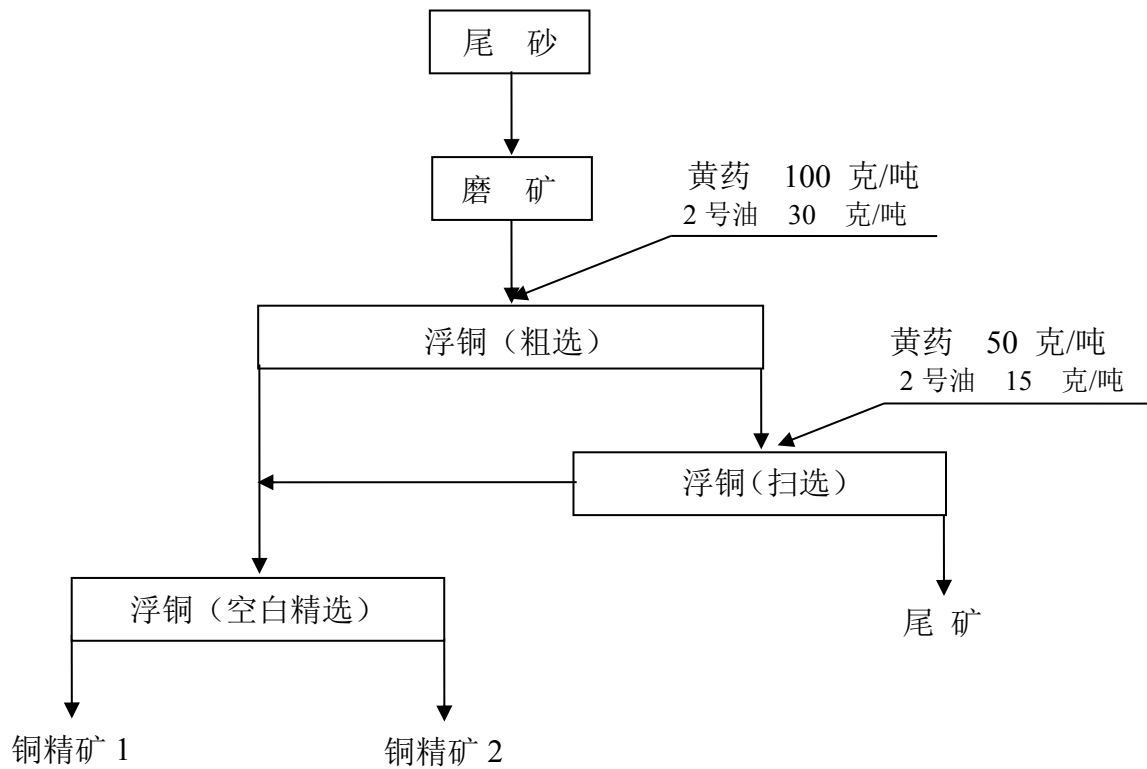 尾 砂
磨 矿
黄药 100 克/吨
2 号油 30 克/吨
浮铜（粗选）
黄药 50 克/吨
2 号油 15 克/吨
浮铜（扫选）
浮铜（空白精选）
尾 矿
铜精矿 1
铜精矿 2